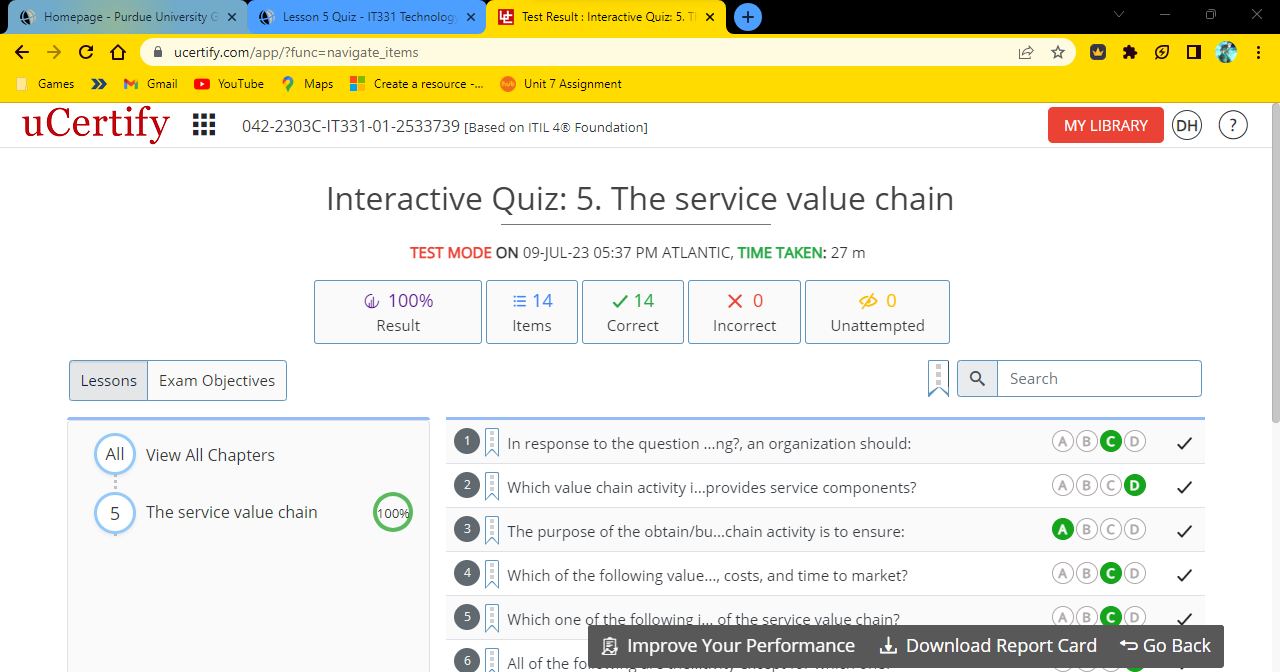 Homepage - Purdue University G
Lesson 5 Quiz - IT331 Technology
Test Result : Interactive Quiz: 5. T
ucertify.com/app/?func=navigate_items
Games
Gmail
YouTube
Maps
Create a resource -...
hub
Unit 7 Assignment
uCertify
042-2303C-IT331-01-2533739 [Based on ITIL 4® Foundation]
MY LIBRARY
DH
?
Interactive Quiz: 5. The service value chain
TEST MODE ON 09-JUL-23 05:37 PM ATLANTIC, TIME TAKEN: 27 m
100%
Result
14
Items
14
Correct
0
Incorrect
0
Unattempted
Lessons
Exam Objectives
Search
All
View All Chapters
5
The service value chain
100%
1
In response to the question ...ng?, an organization should:
A B C D
2
Which value chain activity i...provides service components?
A B C D
3
The purpose of the obtain/bu...chain activity is to ensure:
A B C D
4
Which of the following value..., costs, and time to market?
A B C D
5
Which one of the following i... of the service value chain?
A B C D
6
All of the
Improve Your Performance
Download Report Card
Go Back